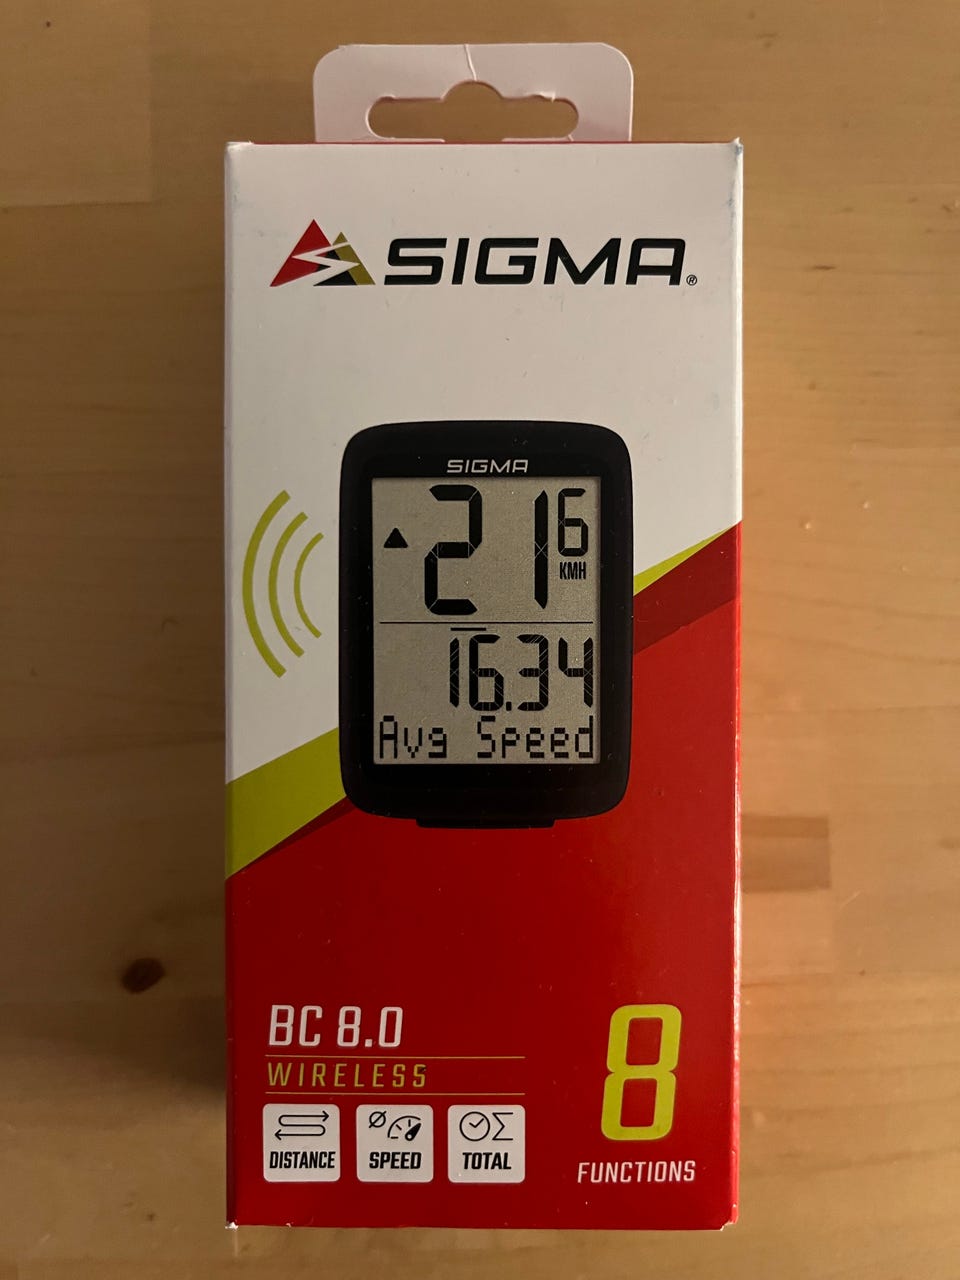 SIGMA®
SIGMA
21 6
KMH
16.34
Avg Speed
BC 8.0
WIRELESS
8
FUNCTIONS
DISTANCE
SPEED
TOTAL